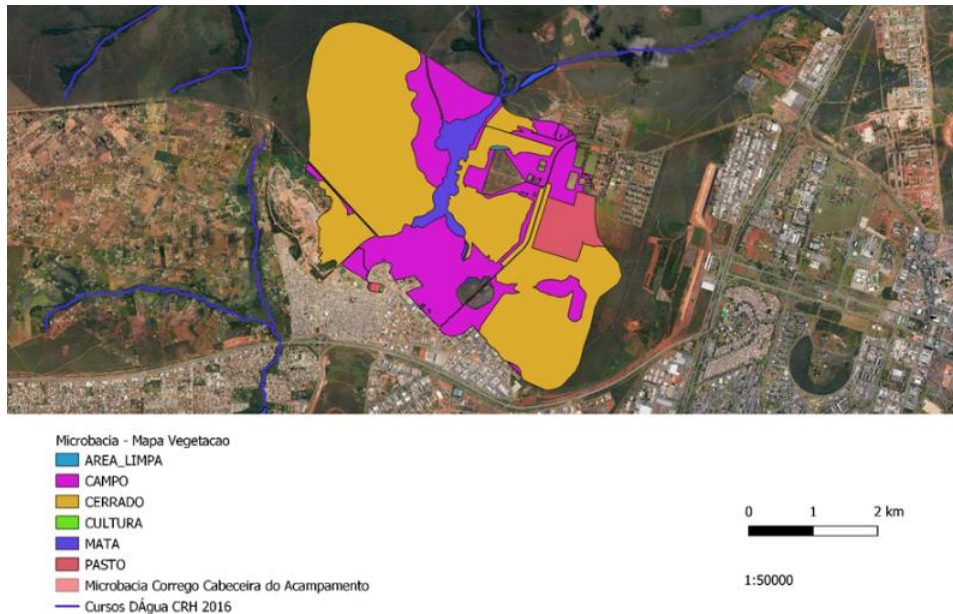 Microbacia - Mapa Vegetacao
AREA_LIMPA
CAMPO
CERRADO
CULTURA
MATA
PASTO
Microbacia Corrego Cabeceira do Acampamento
Cursos DÁgua CRH 2016
0 1 2 km
1:50000